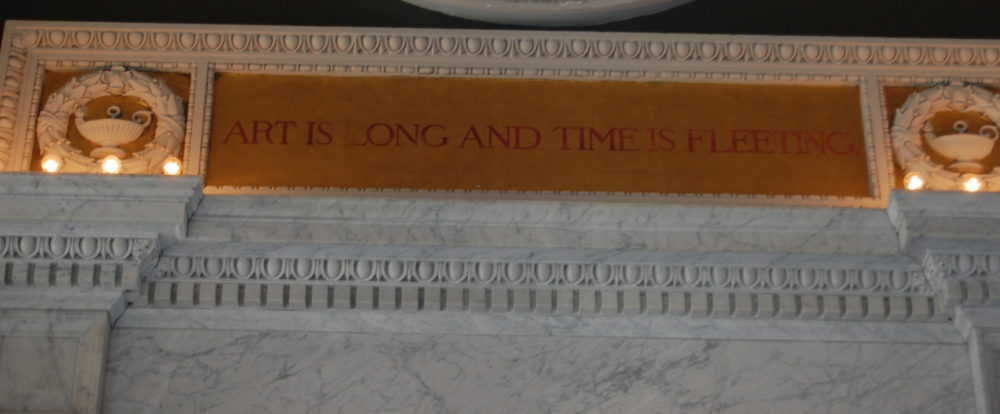 ART IS LONG AND TIME IS FLEETING.